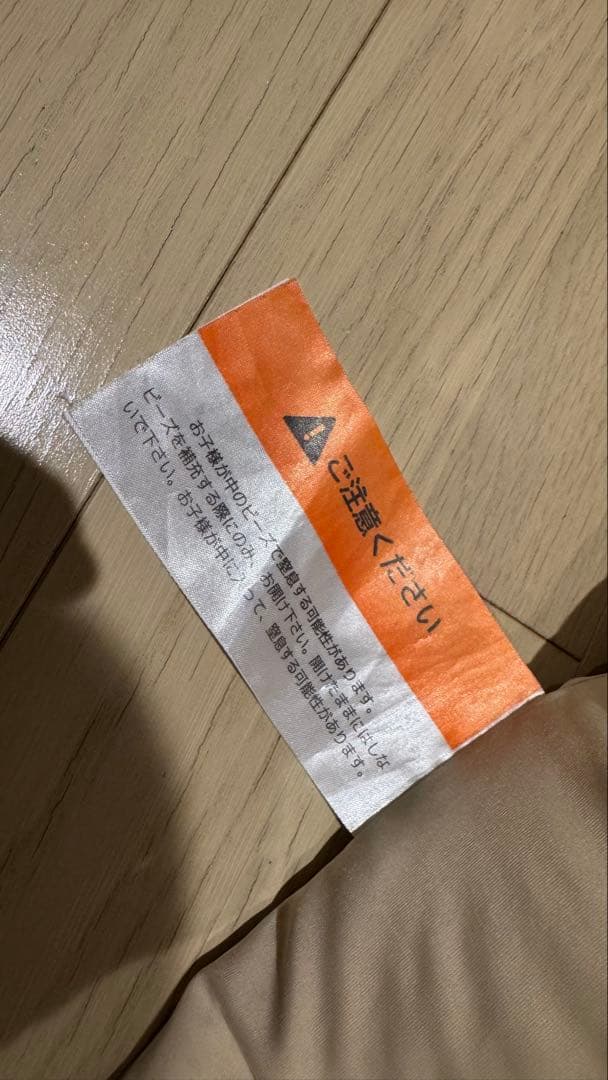 ご注意ください
お子様が中のビーズで窒息する可能性があります。
ビーズを補充する際にのみ、お開け下さい。開けたままにはしな
いで下さい。お子様が中に入って、窒息する可能性があります。